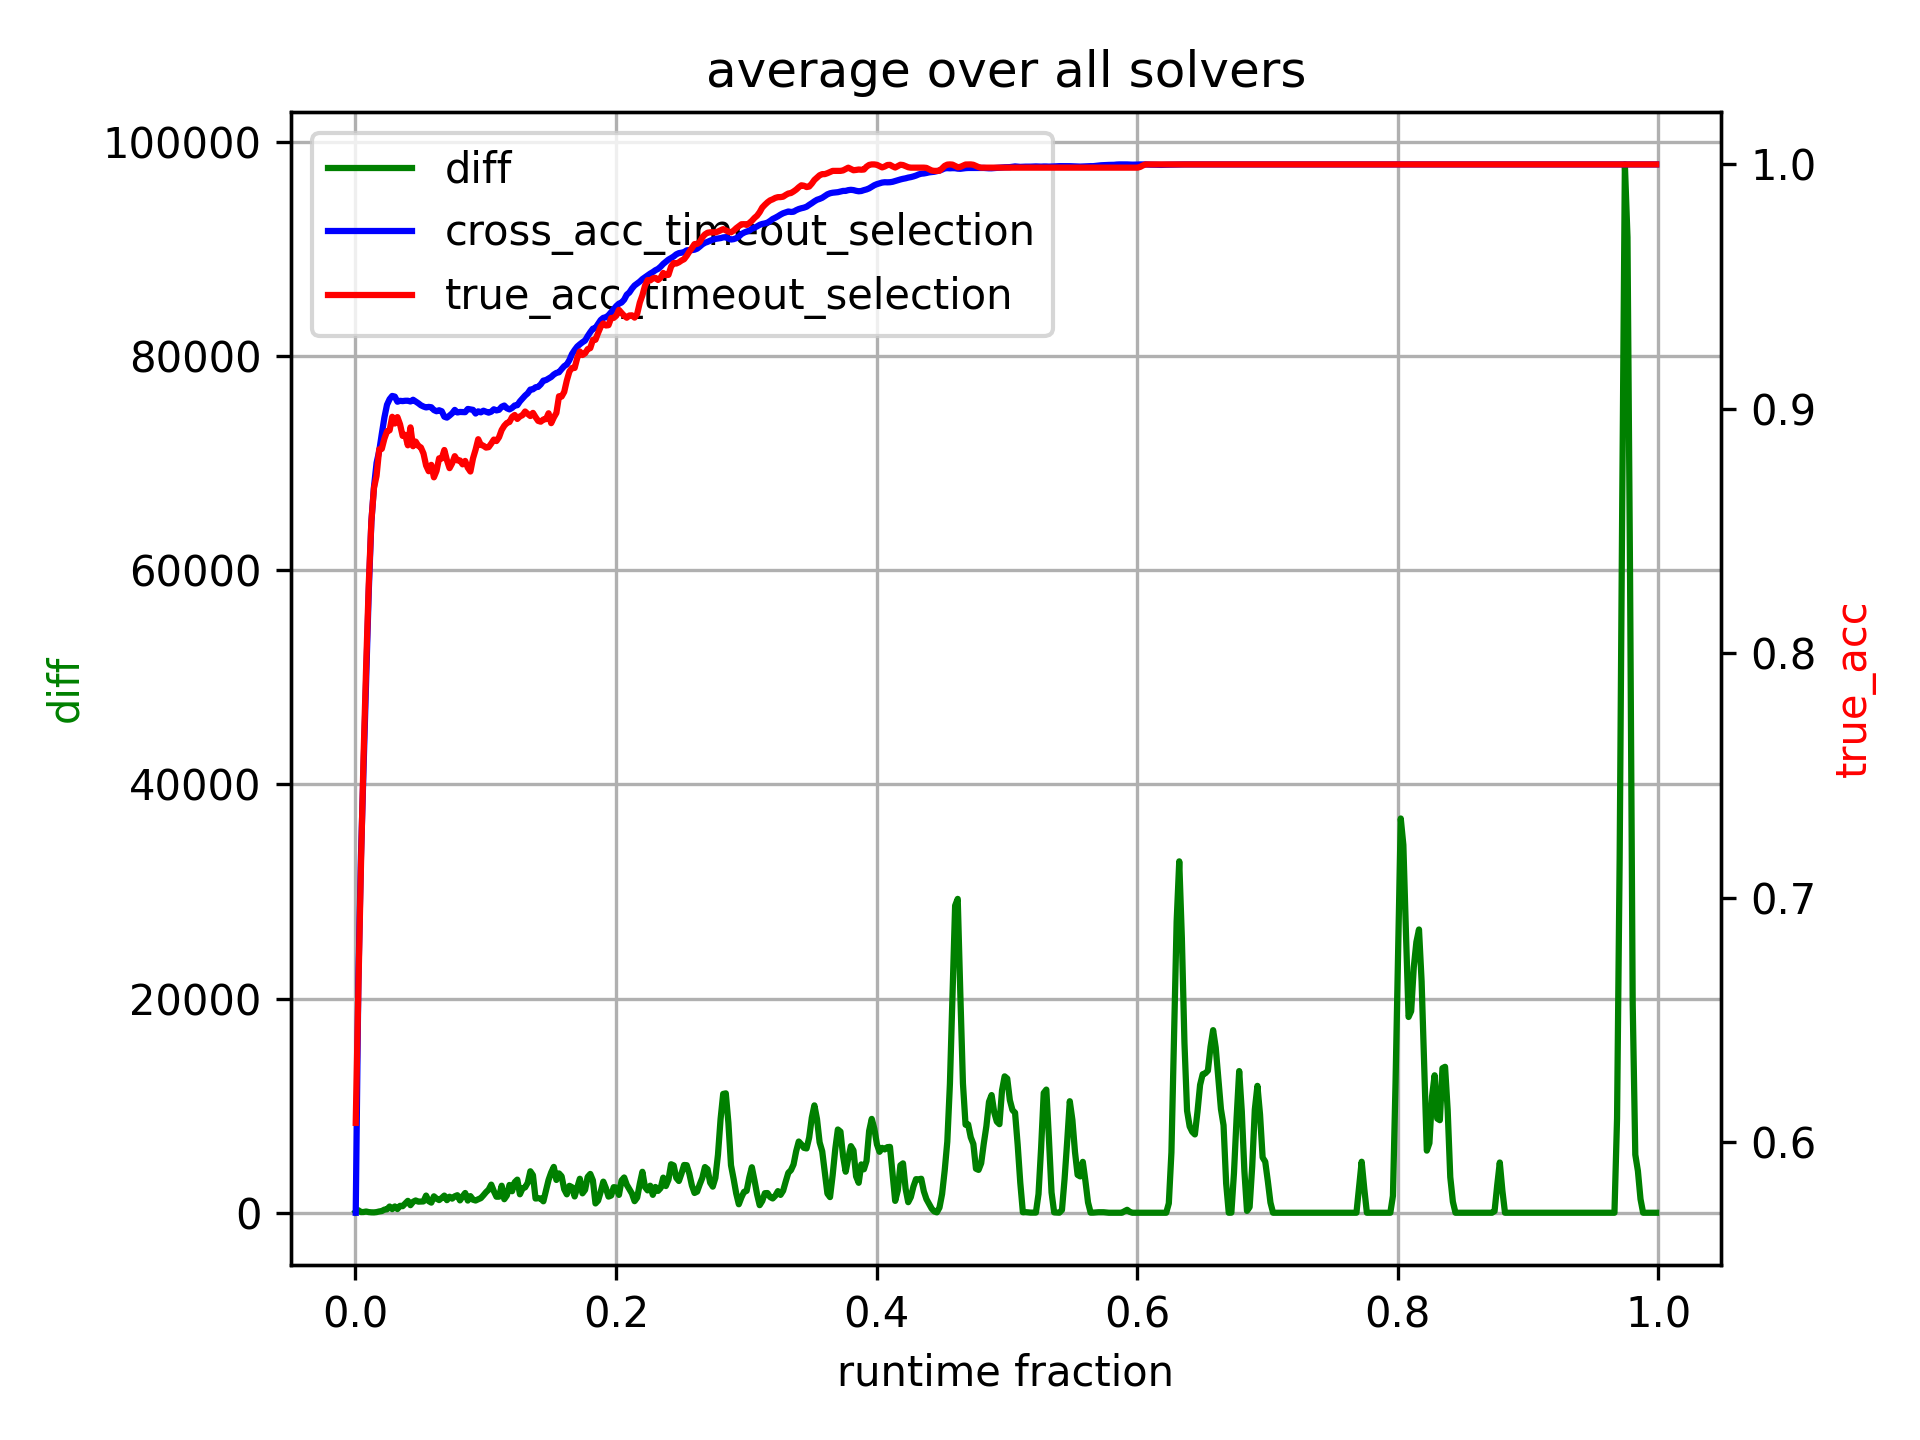 average over all solvers
diff
cross_acc_timeout_selection
true_acc_timeout_selection
100000
80000
60000
40000
20000
0
diff
1.0
0.9
0.8
0.7
0.6
true_acc
0.0 0.2 0.4 0.6 0.8 1.0
runtime fraction